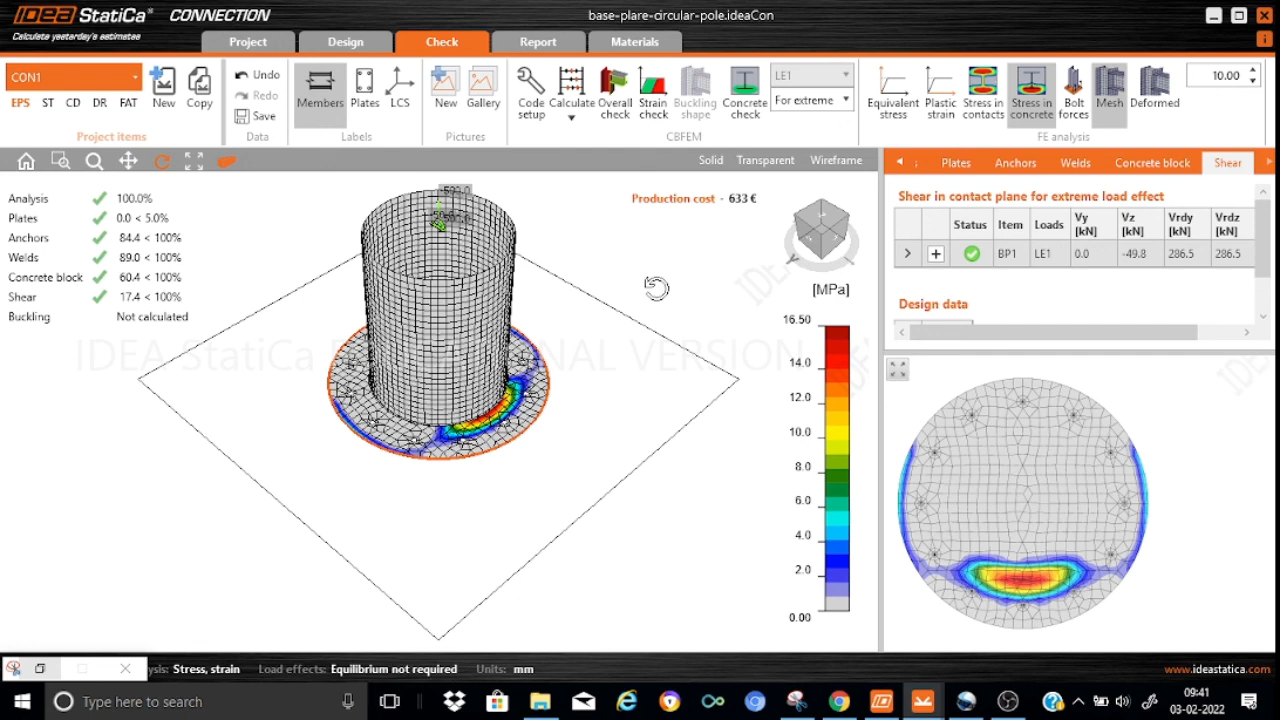 IDEA StatiCa® CONNECTION
Calculate yesterday's estimates
base-plare-circular-pole.ideaCon
Project Design Check Report Materials
CON1
EPS ST CD DR FAT
New Copy
Project items
Undo
Redo
Save
Data
Members Plates LCS
Labels
New Gallery
Pictures
Code setup Calculate Overall check Strain check Buckling shape Concrete check
LE1
For extreme
CBFEM
Equivalent stress Plastic strain Stress in contacts Stress in concrete Bolt forces Mesh Deformed
10.00
FE analysis
Solid Transparent Wireframe
Analysis 100.0%
Plates 0.0 < 5.0%
Anchors 84.4 < 100%
Welds 89.0 < 100%
Concrete block 60.4 < 100%
Shear 17.4 < 100%
Buckling Not calculated
Production cost - 633 €
[MPa]
16.50
14.0
12.0
10.0
8.0
6.0
4.0
2.0
0.00
Plates Anchors Welds Concrete block Shear
Shear in contact plane for extreme load effect
Status Item Loads Vy [kN] Vz [kN] Vrdy [kN] Vrdz [kN]
BP1 LE1 0.0 -49.8 286.5 286.5
Design data
Stress, strain Load effects: Equilibrium not required Units: mm
www.ideastatica.com
Type here to search
09:41
03-02-2022